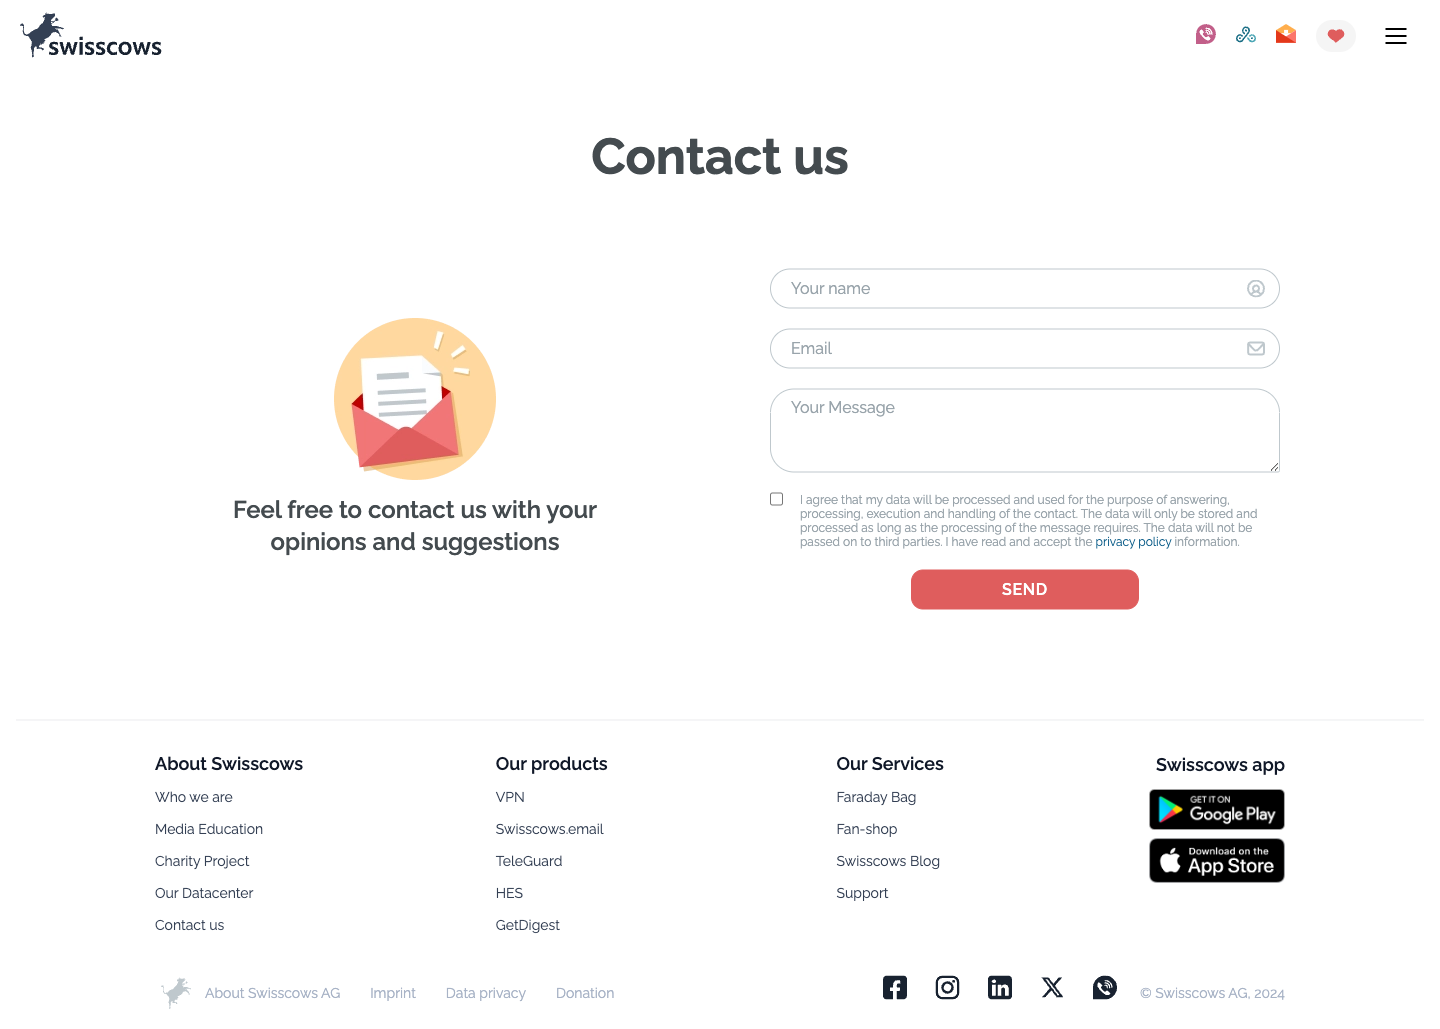 swisscows
Contact us
Your name
Email
Your Message
Feel free to contact us with your
opinions and suggestions
I agree that my data will be processed and used for the purpose of answering,
processing, execution and handling of the contact. The data will only be stored and
processed as long as the processing of the message requires. The data will not be
passed on to third parties. I have read and accept the privacy policy information.
SEND
About Swisscows
Who we are
Media Education
Charity Project
Our Datacenter
Contact us
Our products
VPN
Swisscows.email
TeleGuard
HES
GetDigest
Our Services
Faraday Bag
Fan-shop
Swisscows Blog
Support
Swisscows app
GET IT ON
Google Play
Download on the
App Store
About Swisscows AG
Imprint
Data privacy
Donation
© Swisscows AG, 2024